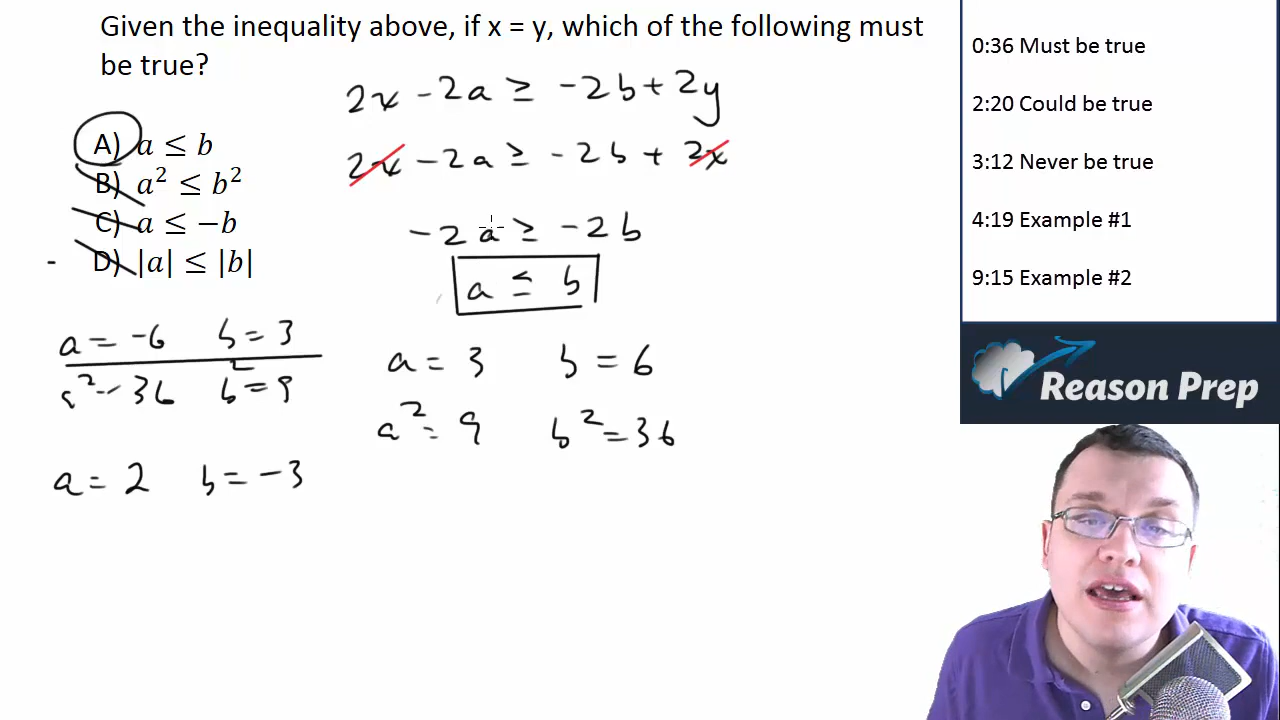 Given the inequality above, if x = y, which of the following must
be true?
2x - 2a ≥ -2b + 2y
A) a ≤ b
2x - 2a ≥ -2b + 2x
B) a² ≤ b²
C) a ≤ −b
-2a ≥ -2b
D) |a| ≤ |b|
a ≤ b
a = -6 b = 3
a² = 36 b² = 9
a = 3 b = 6
a² = 9 b² = 36
a = 2 b = -3
0:36 Must be true
2:20 Could be true
3:12 Never be true
4:19 Example #1
9:15 Example #2
Reason Prep